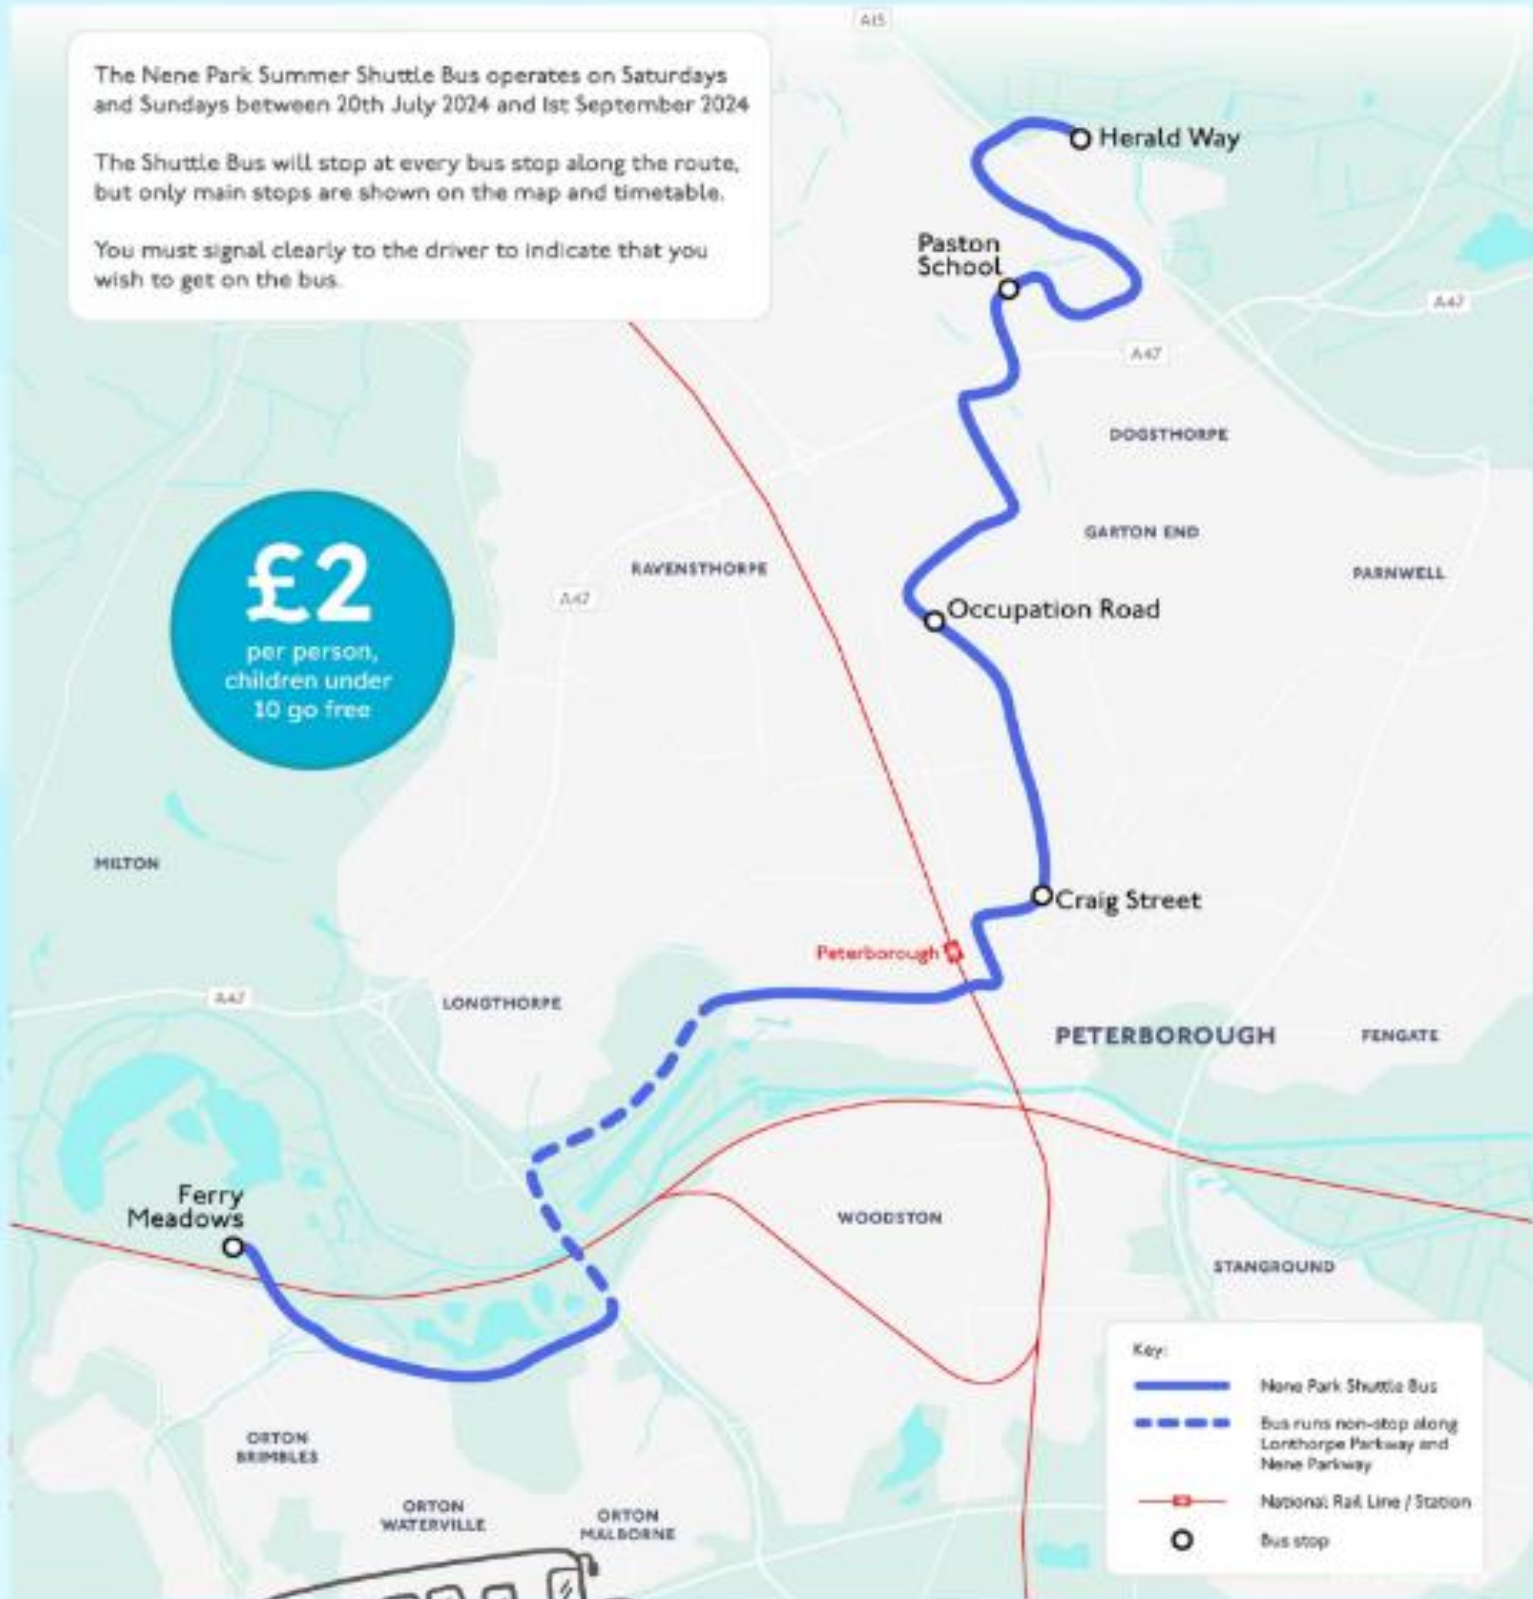 A15
The Nene Park Summer Shuttle Bus operates on Saturdays
and Sundays between 20th July 2024 and 1st September 2024
The Shuttle Bus will stop at every bus stop along the route,
but only main stops are shown on the map and timetable.
You must signal clearly to the driver to indicate that you
wish to get on the bus.
Herald Way
Paston
School
A47
A47
DOGSTHORPE
GARTON END
RAVENSTHORPE
PARNWELL
A47
£2
per person,
children under
10 go free
Occupation Road
MILTON
Craig Street
Peterborough
A47
LONGTHORPE
PETERBOROUGH
FENGATE
Ferry
Meadows
WOODSTON
STANGROUND
Key:
Nene Park Shuttle Bus
Bus runs non-stop along
Lonthorpe Parkway and
Nene Parkway
National Rail Line / Station
Bus stop
ORTON
BRIMBLES
ORTON
WATERVILLE
ORTON
MALBORNE